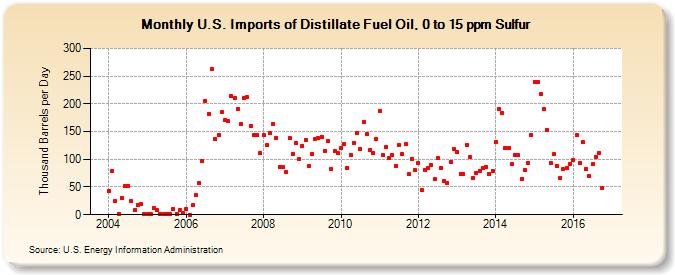 Monthly U.S. Imports of Distillate Fuel Oil, 0 to 15 ppm Sulfur
Thousand Barrels per Day
300
250
200
150
100
50
0
2004 2006 2008 2010 2012 2014 2016
Source: U.S. Energy Information Administration